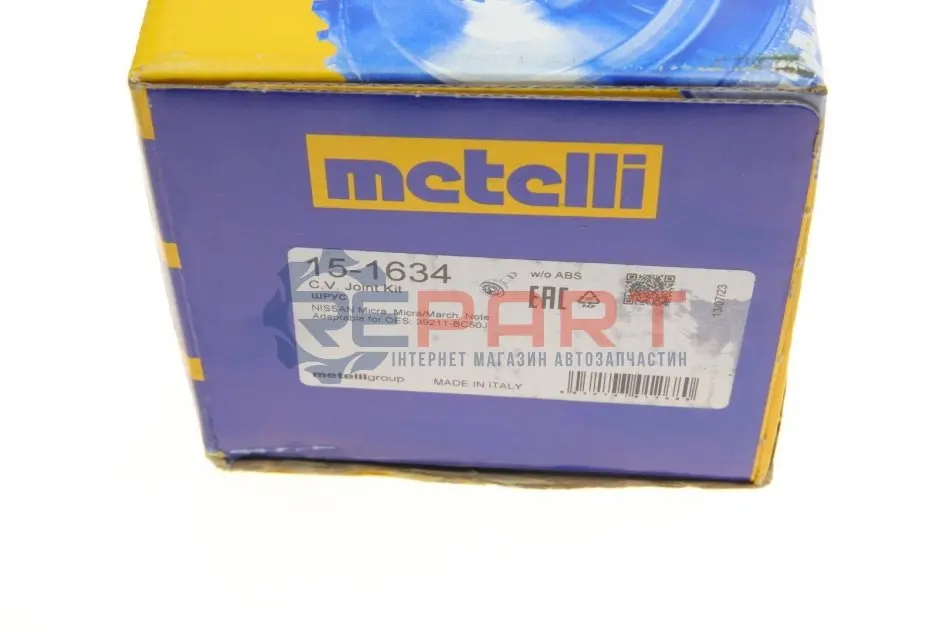 metelli
15-1634
w/o ABS
C.V. Joint Kit
ШРУС
EAC
PAP
NISSAN Micra, Micra/March, Note
Adaptable for OES: 39211-BC50J
13/07/23
REPART
ІНТЕРНЕТ МАГАЗИН АВТОЗАПЧАСТИН
metelligroup
MADE IN ITALY